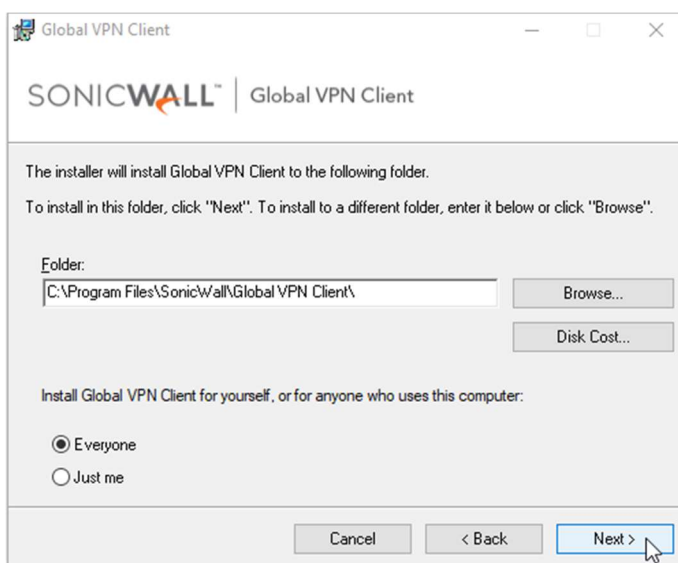 Global VPN Client
SONICWALL™ | Global VPN Client
The installer will install Global VPN Client to the following folder.
To install in this folder, click "Next". To install to a different folder, enter it below or click "Browse".
Folder:
C:\Program Files\SonicWall\Global VPN Client\
Browse...
Disk Cost...
Install Global VPN Client for yourself, or for anyone who uses this computer:
Everyone
Just me
Cancel
< Back
Next >